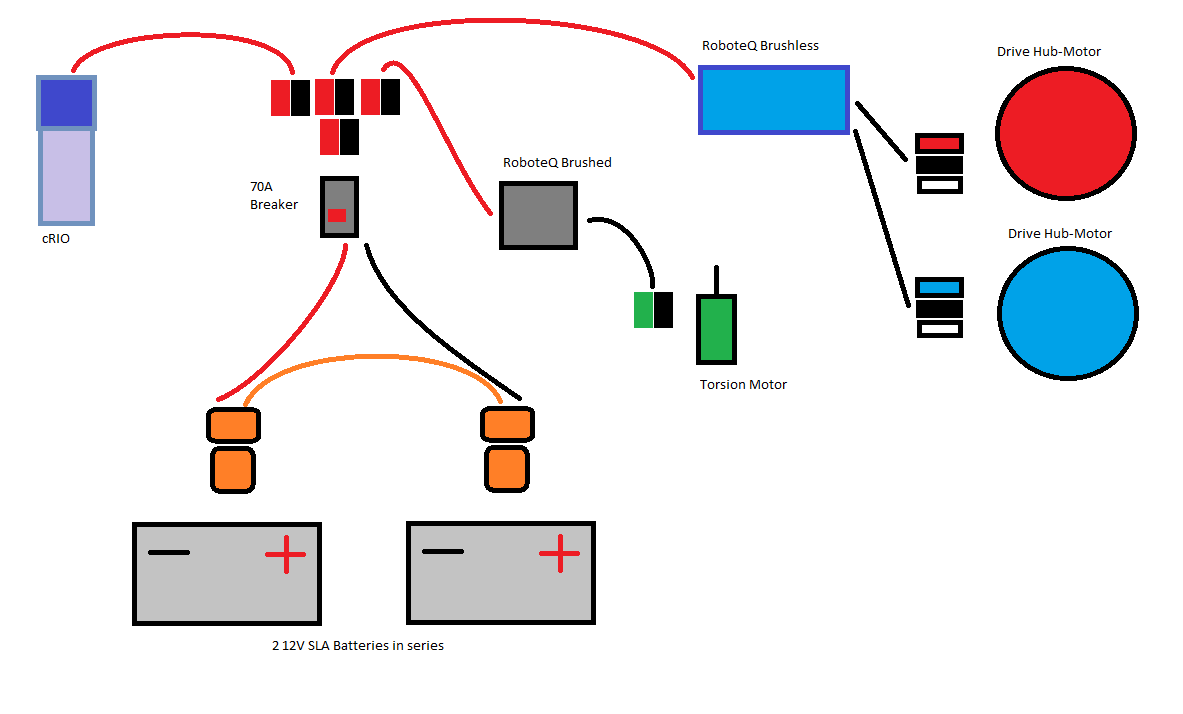 RoboteQ Brushless
Drive Hub-Motor
RoboteQ Brushed
70A
Breaker
cRIO
Drive Hub-Motor
Torsion Motor
2 12V SLA Batteries in series